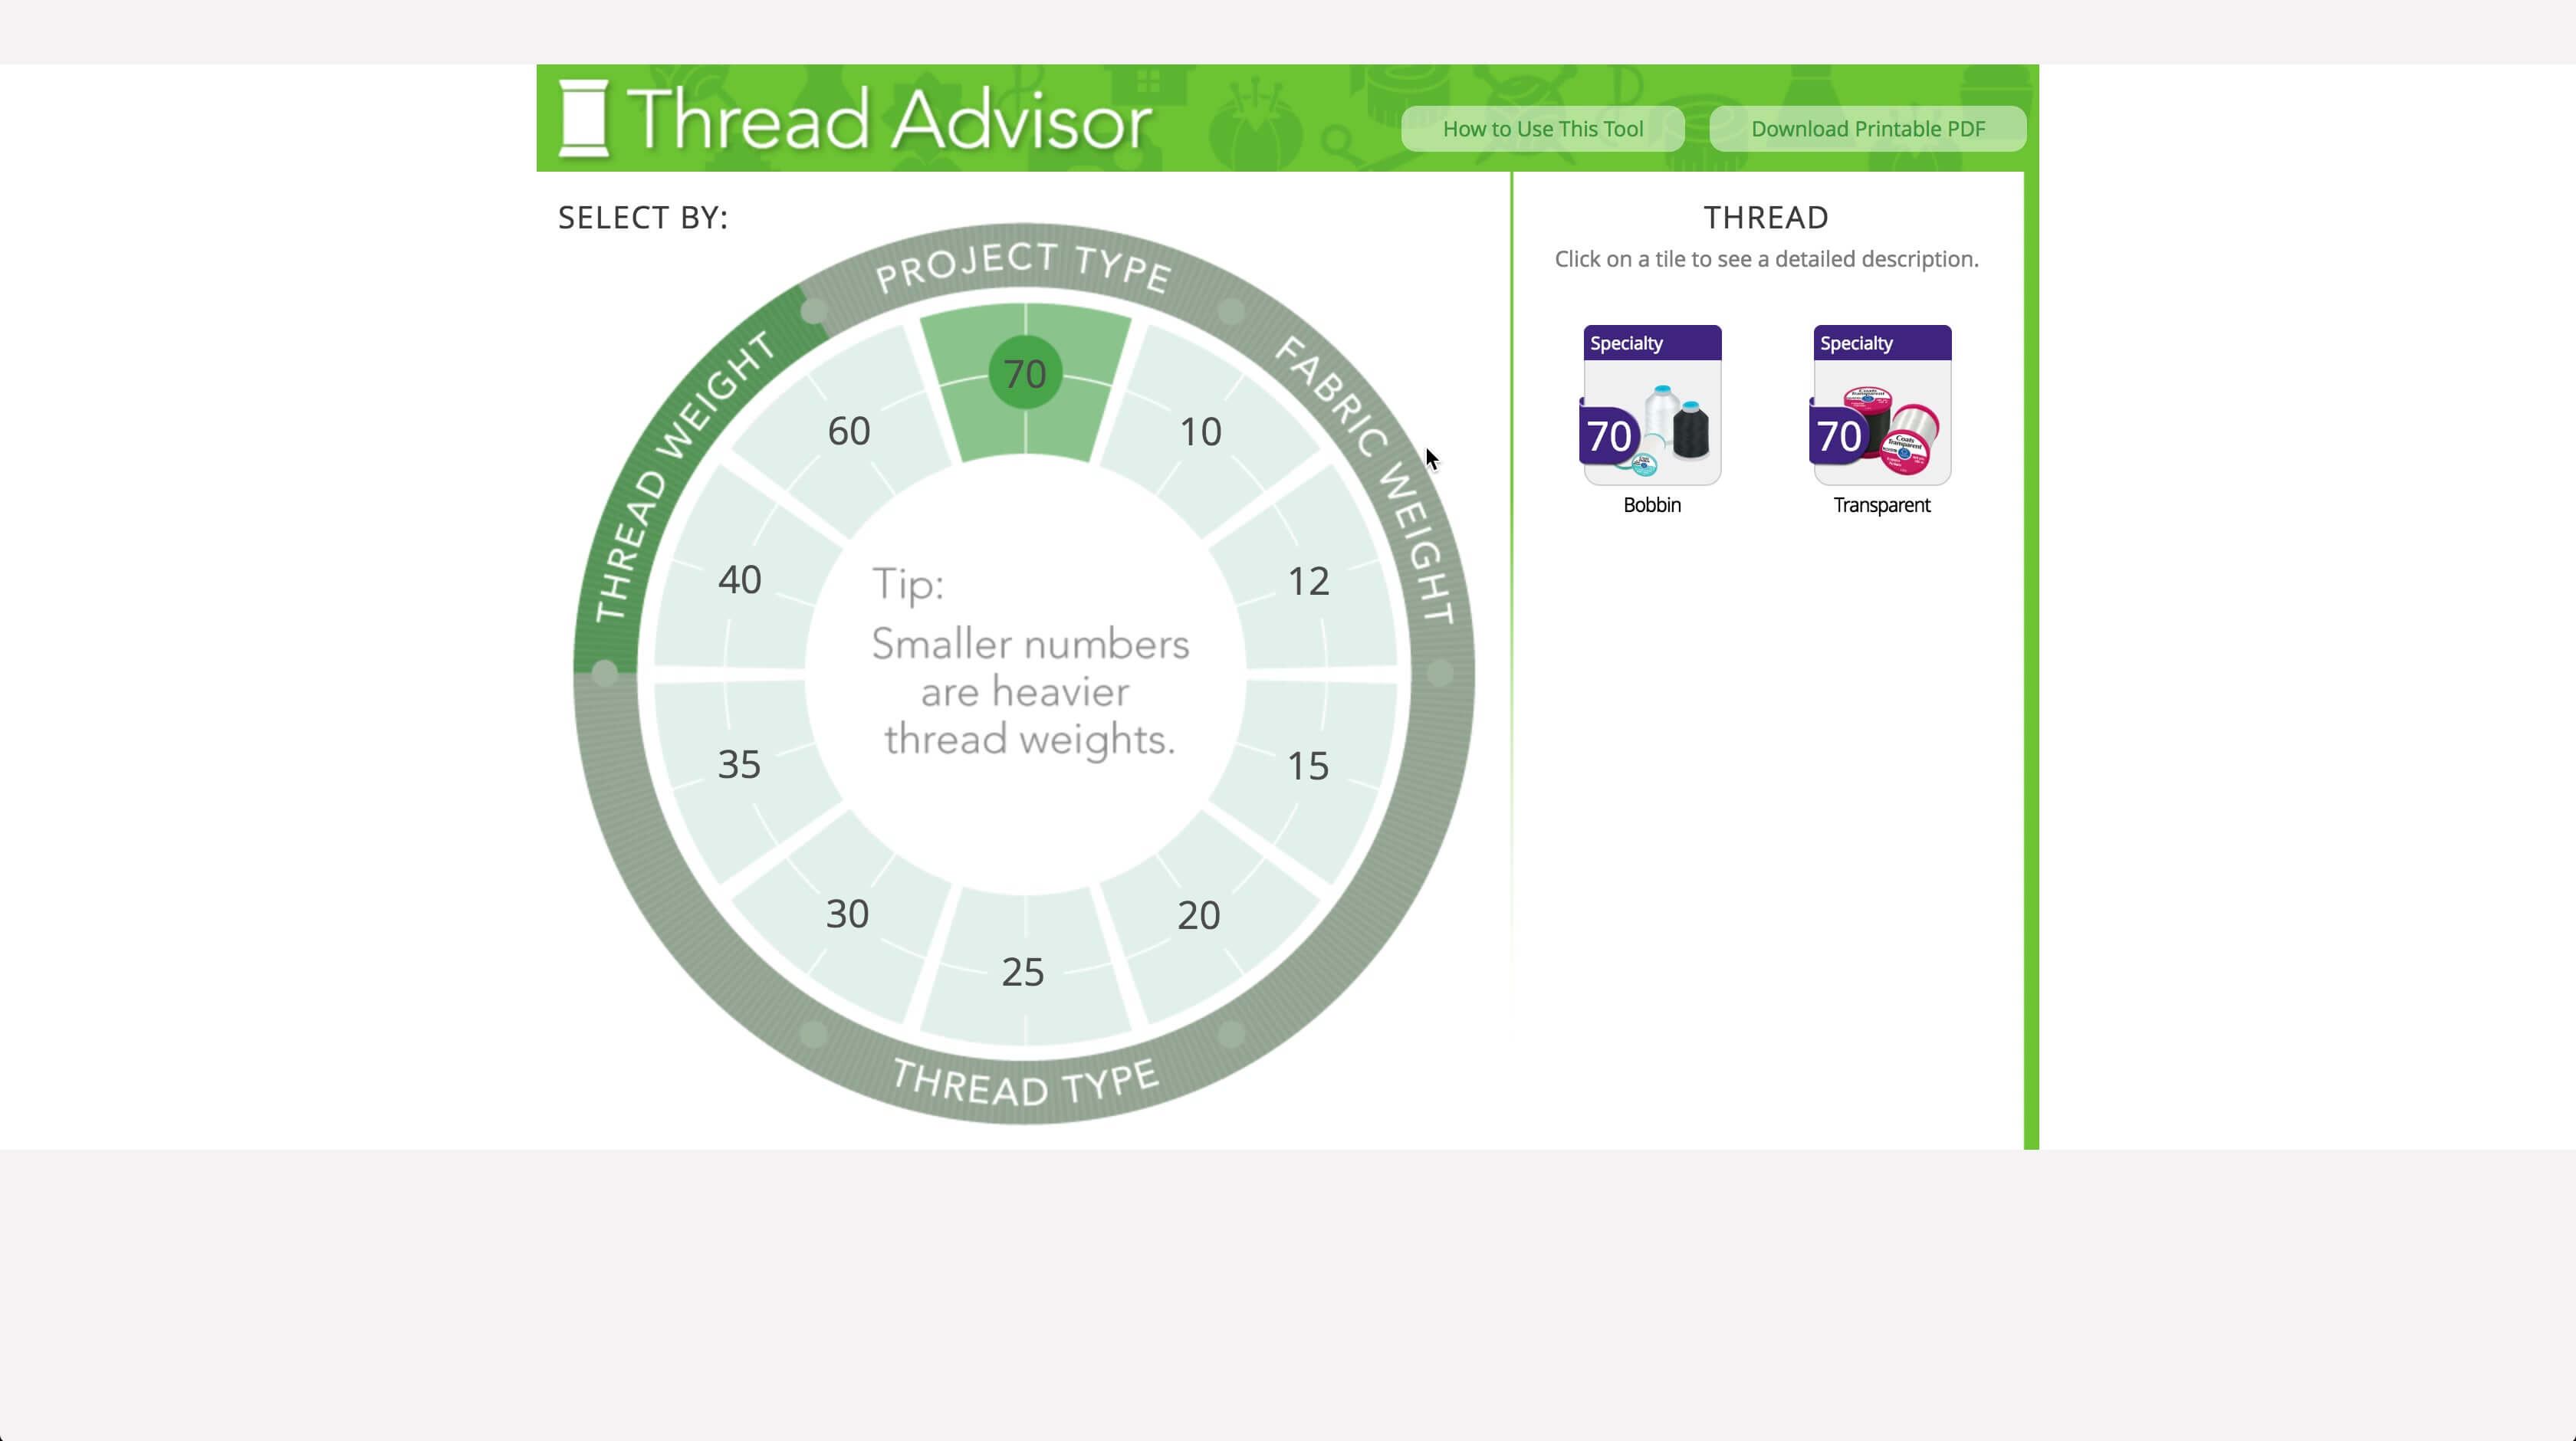 Thread Advisor
How to Use This Tool
Download Printable PDF
SELECT BY:
PROJECT TYPE
FABRIC WEIGHT
THREAD WEIGHT
THREAD TYPE
70
10
12
15
20
25
30
35
40
60
Tip:
Smaller numbers
are heavier
thread weights.
THREAD
Click on a tile to see a detailed description.
Specialty
70
Bobbin
Specialty
70
Coats
Transparent
Transparent